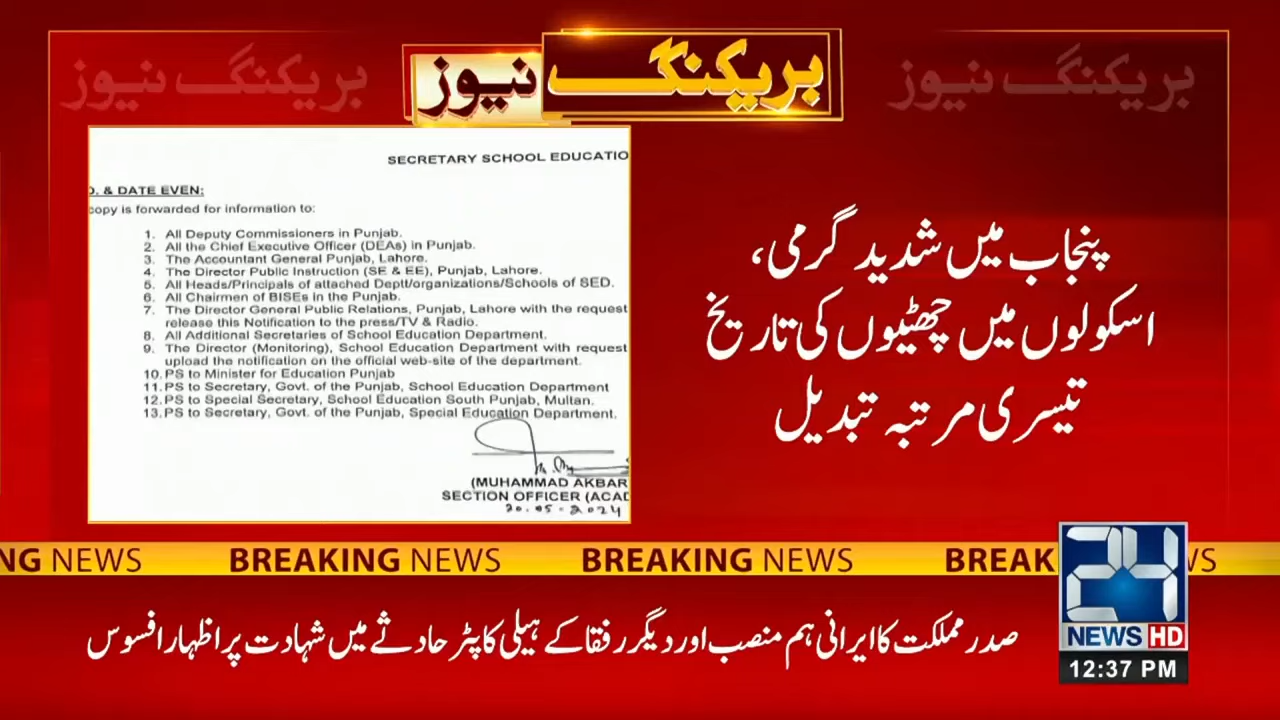 بریکنگ نیوز
بریکنگ نیوز
بریکنگ نیوز
SECRETARY SCHOOL EDUCATIO
O. & DATE EVEN:
copy is forwarded for information to:
1. All Deputy Commissioners in Punjab.
2. All the Chief Executive Officer (DEAs) in Punjab.
3. The Accountant General Punjab, Lahore.
4. The Director Public Instruction (SE & EE), Punjab, Lahore.
5. All Heads/Principals of attached Deptt/organizations/Schools of SED.
6. All Chairmen of BISEs in the Punjab.
7. The Director General Public Relations, Punjab, Lahore with the request
release this Notification to the press/TV & Radio.
8. All Additional Secretaries of School Education Department.
9. The Director (Monitoring), School Education Department with request
upload the notification on the official web-site of the department.
10. PS to Minister for Education Punjab
11. PS to Secretary, Govt. of the Punjab, School Education Department
12. PS to Special Secretary, School Education South Punjab, Multan.
13. PS to Secretary, Govt. of the Punjab, Special Education Department.
(MUHAMMAD AKBAR
SECTION OFFICER (ACAD
20.05-2024
پنجاب میں شدید گرمی،
اسکولوں میں چھٹیوں کی تاریخ
تیسری مرتبہ تبدیل
NG NEWS BREAKING NEWS BREAKING NEWS BREAK WS
24
NEWS HD
12:37 PM
صدر مملکت کا ایرانی ہم منصب اور دیگر رفقا کے ہیلی کاپٹر حادثے میں شہادت پر اظہار افسوس